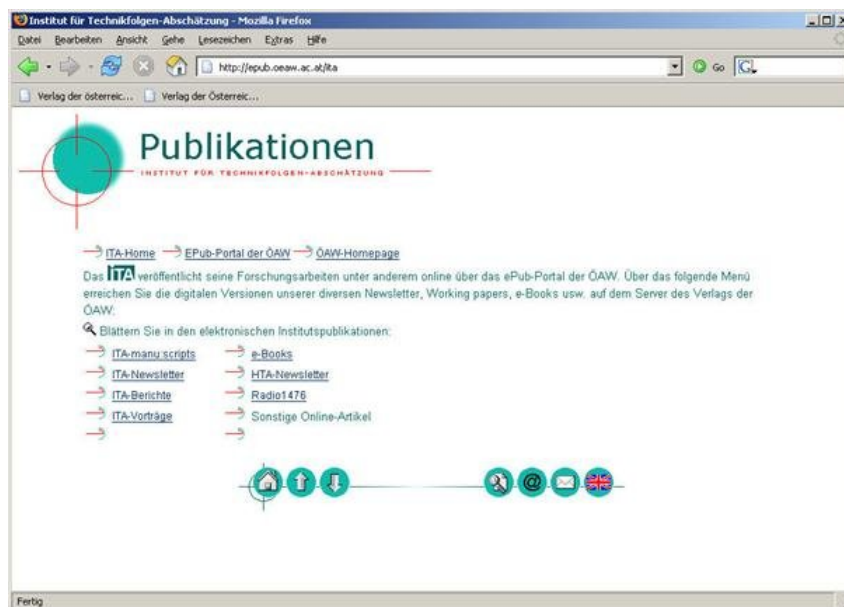 Institut für Technikfolgen-Abschätzung - Mozilla Firefox
Datei Bearbeiten Ansicht Gehe Lesezeichen Extras Hilfe
http://epub.oeaw.ac.at/ita Go G
Verlag der österreic... Verlag der Österreic...
Publikationen
INSTITUT FÜR TECHNIKFOLGEN-ABSCHÄTZUNG
ITA-Home EPub-Portal der ÖAW ÖAW-Homepage
Das ITA veröffentlicht seine Forschungsarbeiten unter anderem online über das ePub-Portal der ÖAW. Über das folgende Menü
erreichen Sie die digitalen Versionen unserer diversen Newsletter, Working papers, e-Books usw. auf dem Server des Verlags der
ÖAW:
Blättern Sie in den elektronischen Institutspublikationen:
ITA-manu:scripts e-Books
ITA-Newsletter HTA-Newsletter
ITA-Berichte Radio1476
ITA-Vorträge Sonstige Online-Artikel
@
Fertig